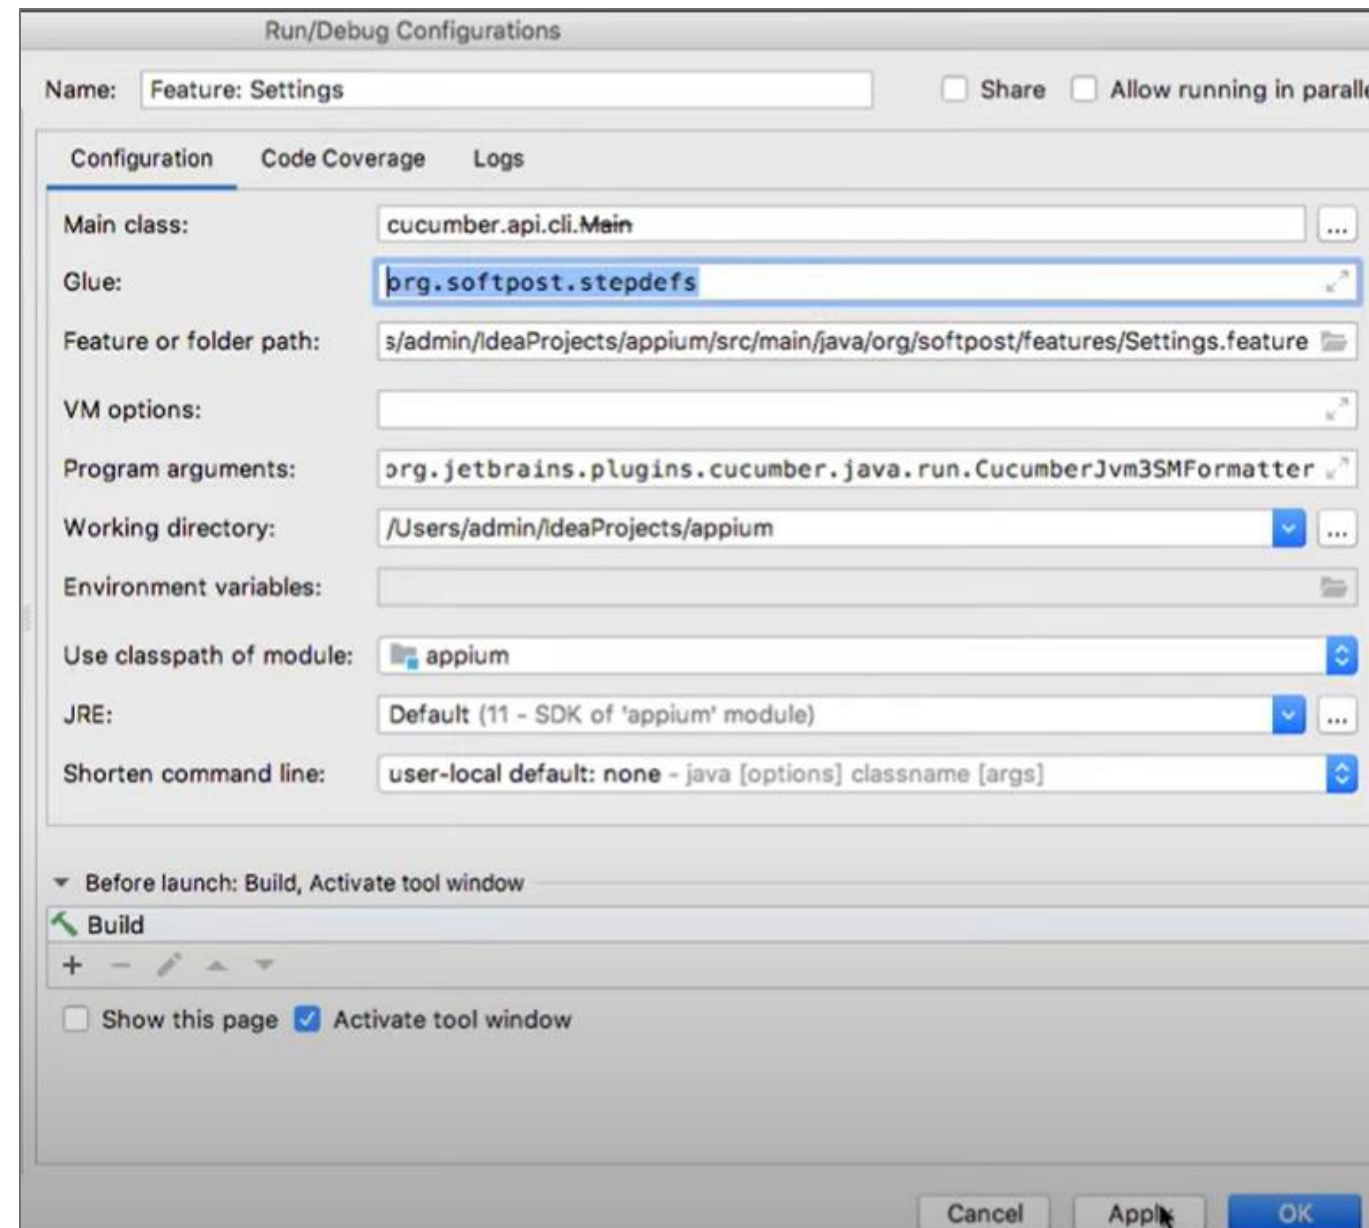 Run/Debug Configurations
Name: Feature: Settings Share Allow running in paralle
Configuration Code Coverage Logs
Main class: cucumber.api.cli.Main ...
Glue: org.softpost.stepdefs
Feature or folder path: s/admin/IdeaProjects/appium/src/main/java/org/softpost/features/Settings.feature
VM options:
Program arguments: org.jetbrains.plugins.cucumber.java.run.CucumberJvm3SMFormatter
Working directory: /Users/admin/IdeaProjects/appium ...
Environment variables:
Use classpath of module: appium
JRE: Default (11 - SDK of 'appium' module) ...
Shorten command line: user-local default: none - java [options] classname [args]
Before launch: Build, Activate tool window
Build
Show this page Activate tool window
Cancel Apply OK